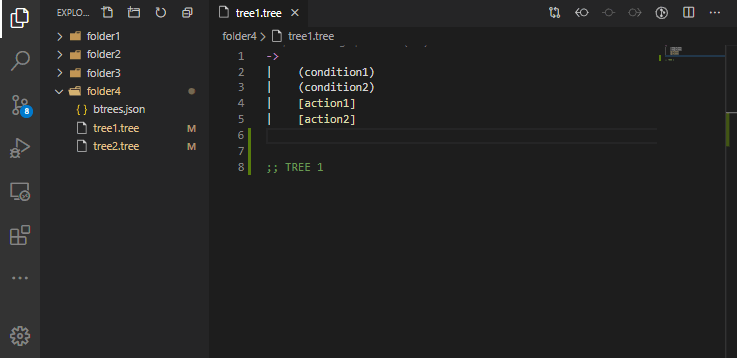 EXPLO...
folder1
folder2
folder3
folder4
{ } btrees.json
tree1.tree M
tree2.tree M
8
tree1.tree ×
...
folder4 > tree1.tree
1 ->
2 | (condition1)
3 | (condition2)
4 | [action1]
5 | [action2]
6
7
8 ;; TREE 1